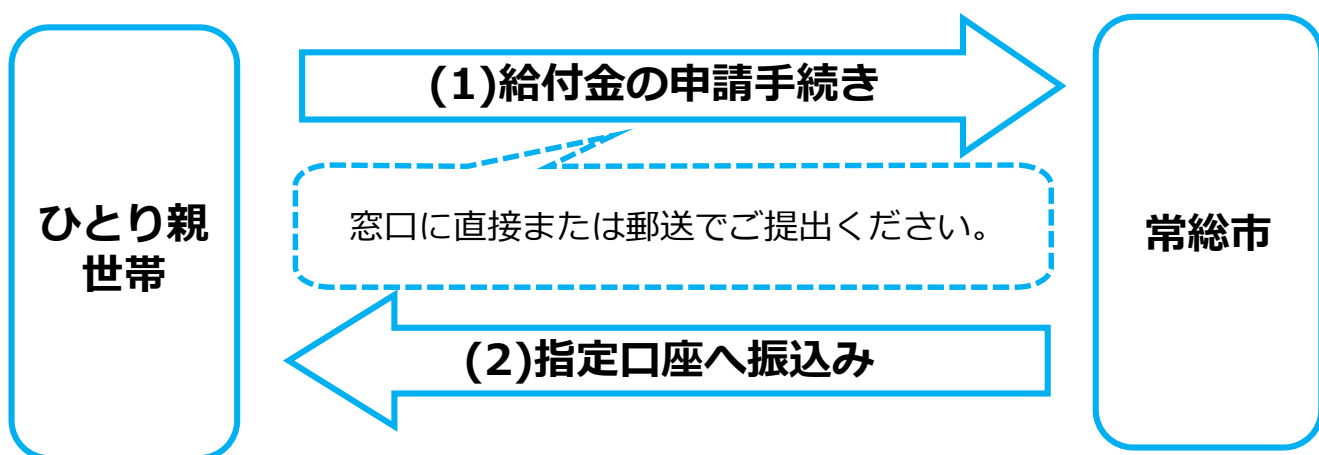 (1)給付金の申請手続き
ひとり親
世帯
窓口に直接または郵送でご提出ください。
常総市
(2)指定口座へ振込み